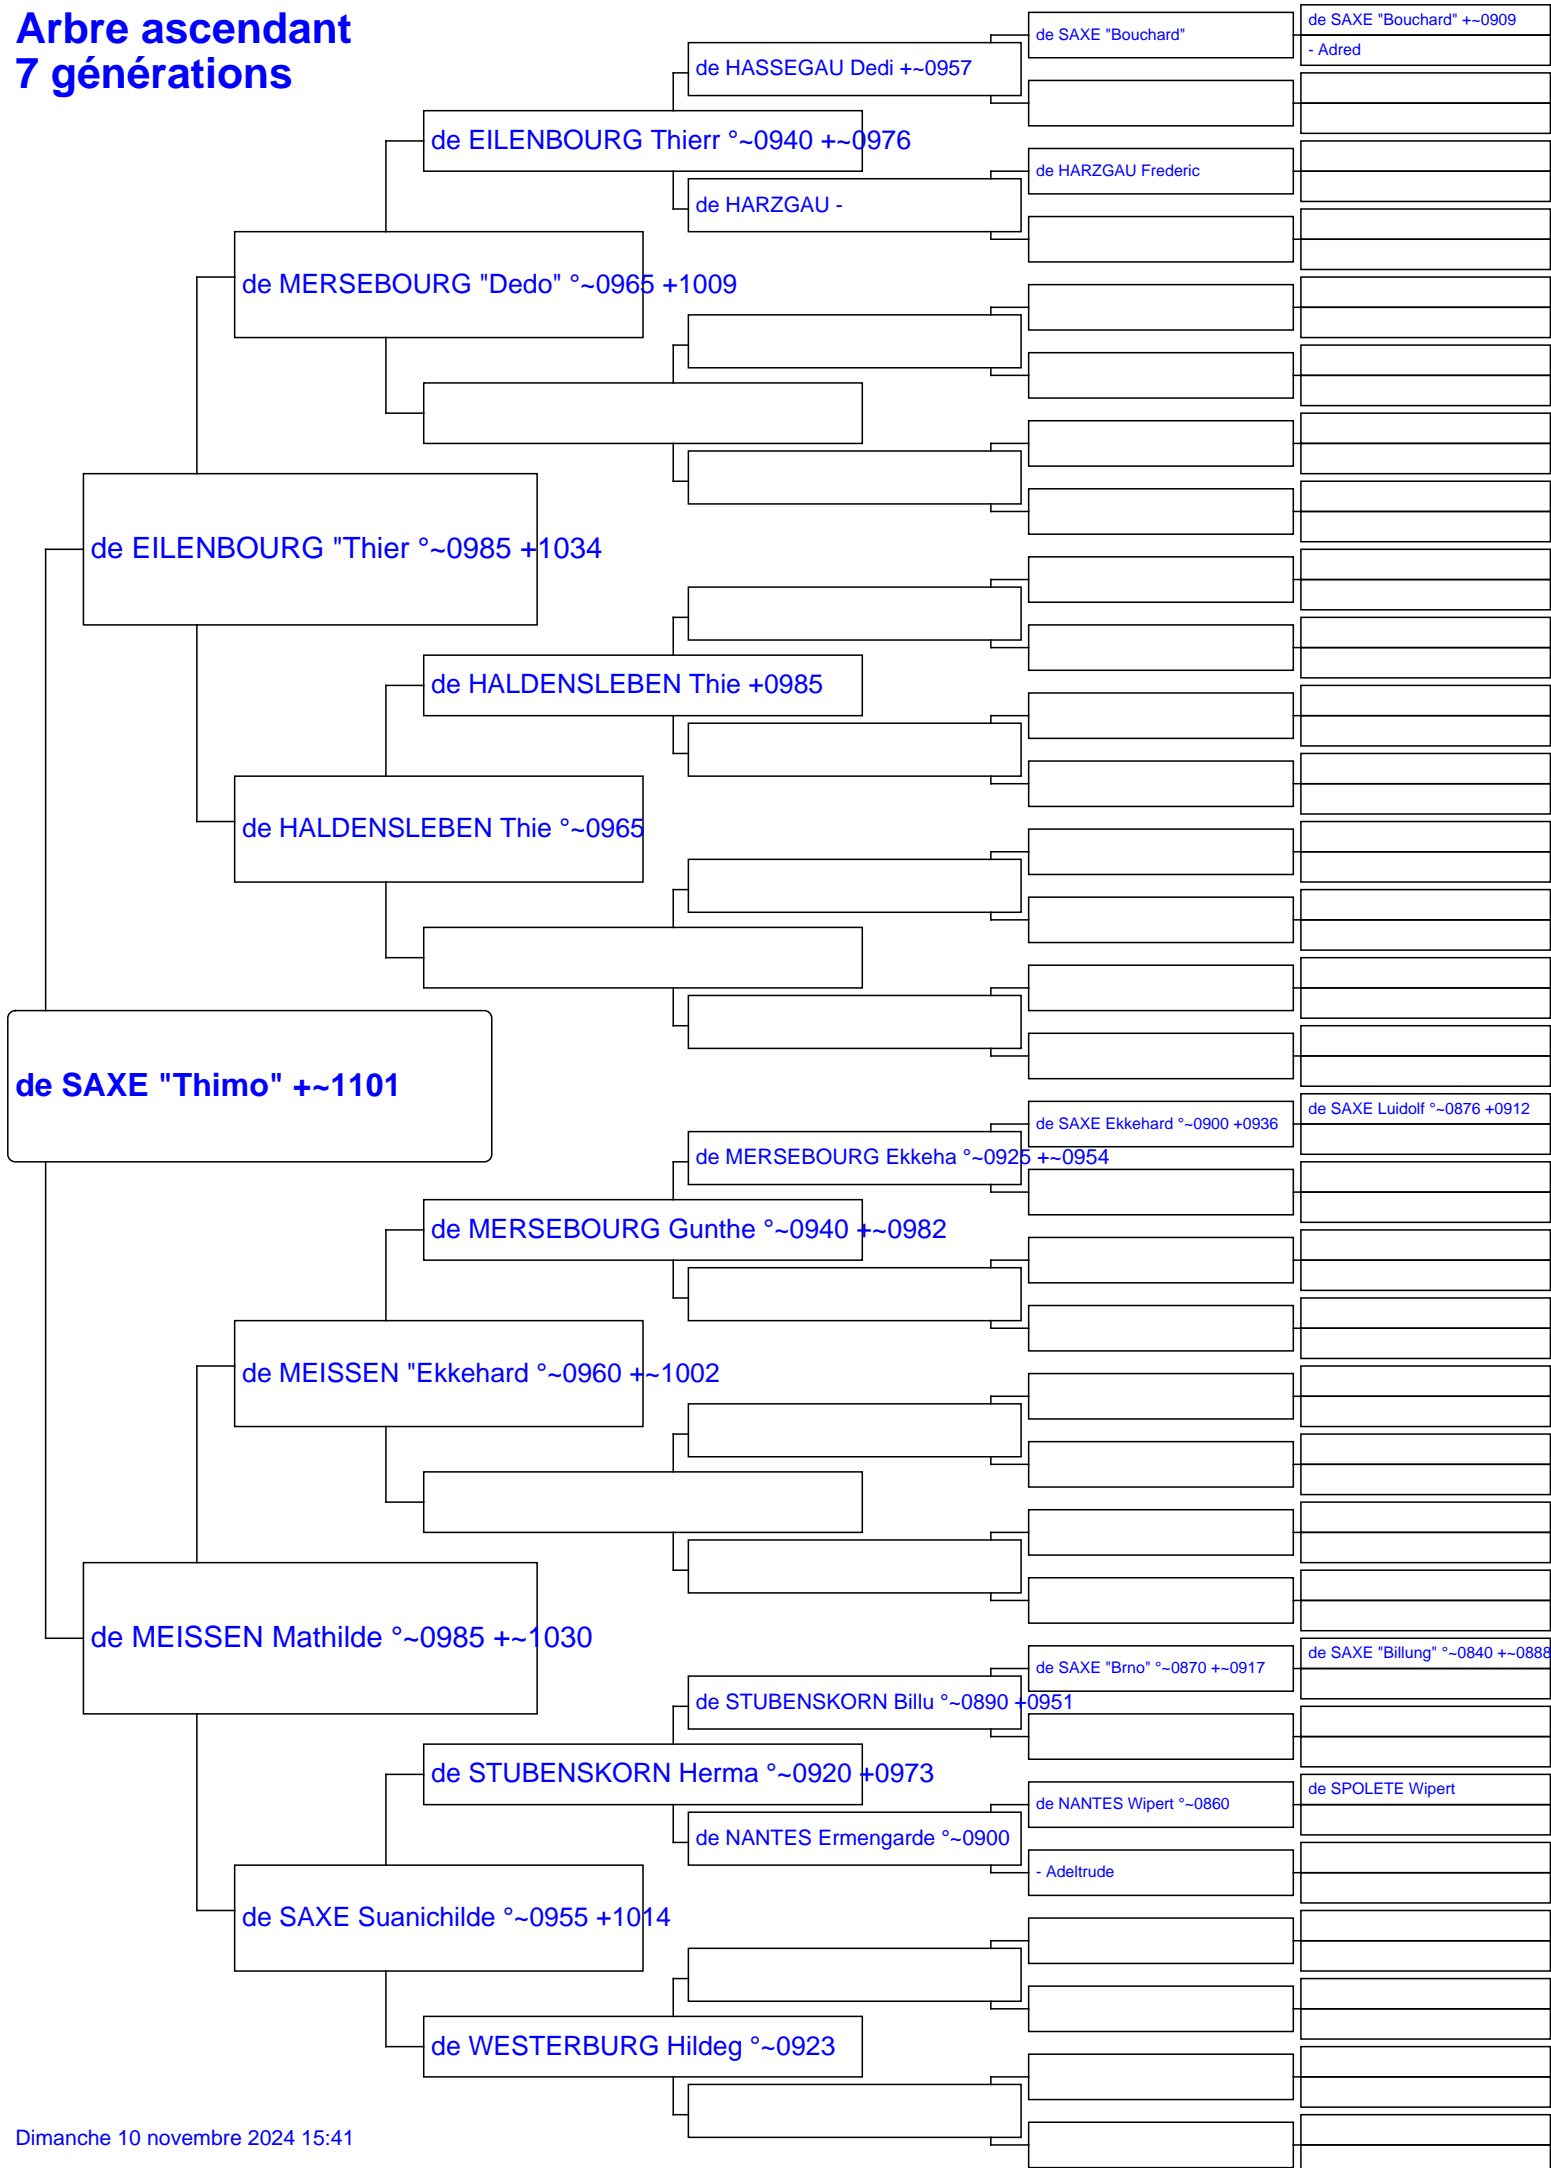 Arbre ascendant
7 générations
de SAXE "Bouchard" +~0909
de SAXE "Bouchard"
- Adred
de HASSEGAU Dedi +~0957
de EILENBOURG Thierr °~0940 +~0976
de HARZGAU Frederic
de HARZGAU -
de MERSEBOURG "Dedo" °~0965 +1009
de EILENBOURG "Thier °~0985 +1034
de HALDENSLEBEN Thie +0985
de HALDENSLEBEN Thie °~0965
de SAXE "Thimo" +~1101
de SAXE Luidolf °~0876 +0912
de SAXE Ekkehard °~0900 +0936
de MERSEBOURG Ekkeha °~0925 +~0954
de MERSEBOURG Gunthe °~0940 +~0982
de MEISSEN "Ekkehard °~0960 +~1002
de MEISSEN Mathilde °~0985 +~1030
de SAXE "Billung" °~0840 +~0888
de SAXE "Brno" °~0870 +~0917
de STUBENSKORN Billu °~0890 +0951
de STUBENSKORN Herma °~0920 +0973
de SPOLETE Wipert
de NANTES Wipert °~0860
de NANTES Ermengarde °~0900
- Adeltrude
de SAXE Suanichilde °~0955 +1014
de WESTERBURG Hildeg °~0923
Dimanche 10 novembre 2024 15:41